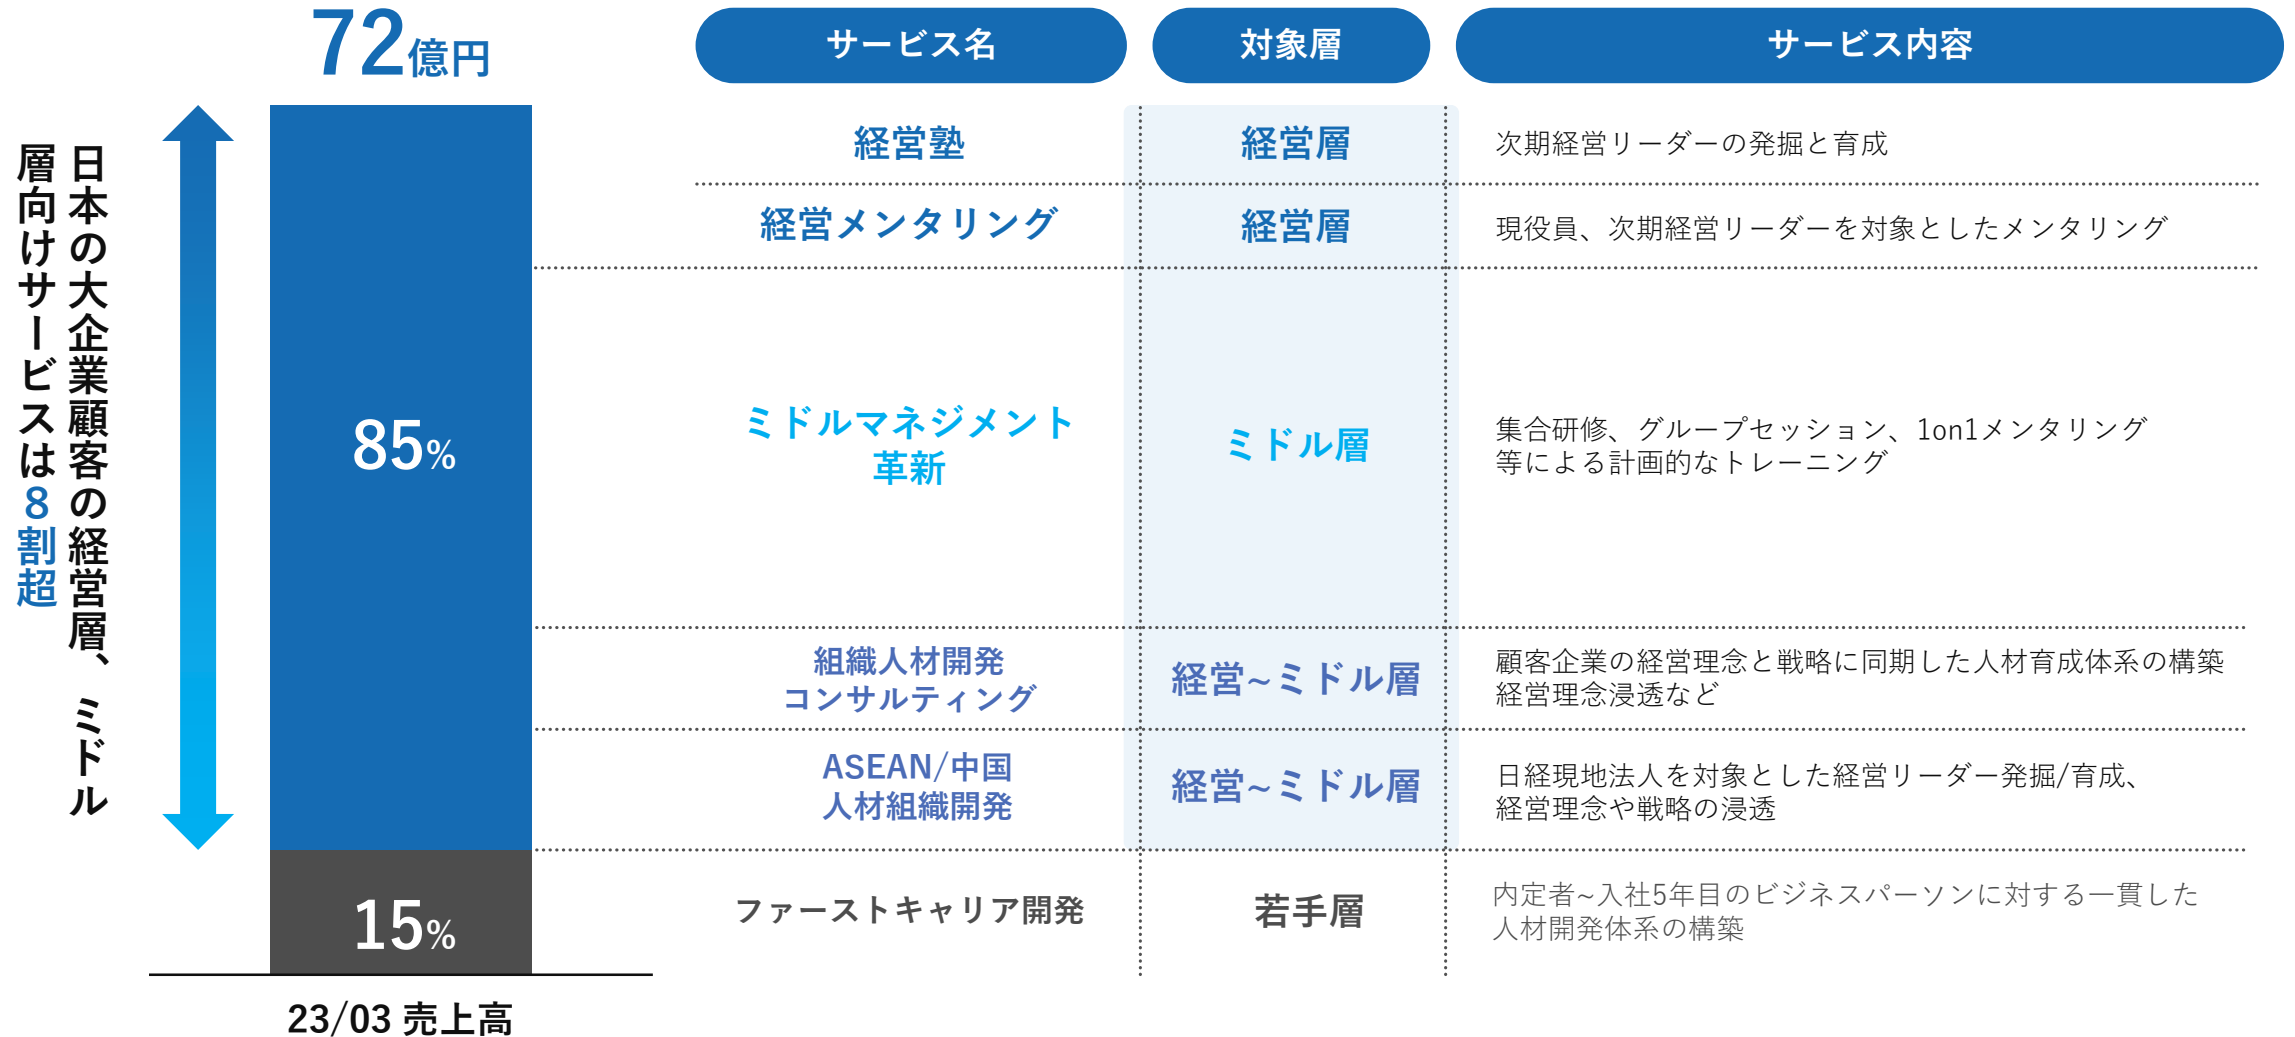 日本の大企業顧客の経営層、ミドル
層向けサービスは8割超
72億円
85%
15%
23/03 売上高
サービス名
対象層
サービス内容
経営塾
経営層
次期経営リーダーの発掘と育成
経営メンタリング
経営層
現役員、次期経営リーダーを対象としたメンタリング
ミドルマネジメント
革新
ミドル層
集合研修、グループセッション、1on1メンタリング
等による計画的なトレーニング
組織人材開発
コンサルティング
経営~ミドル層
顧客企業の経営理念と戦略に同期した人材育成体系の構築
経営理念浸透など
ASEAN/中国
人材組織開発
経営~ミドル層
日経現地法人を対象とした経営リーダー発掘/育成、
経営理念や戦略の浸透
ファーストキャリア開発
若手層
内定者~入社5年目のビジネスパーソンに対する一貫した
人材開発体系の構築